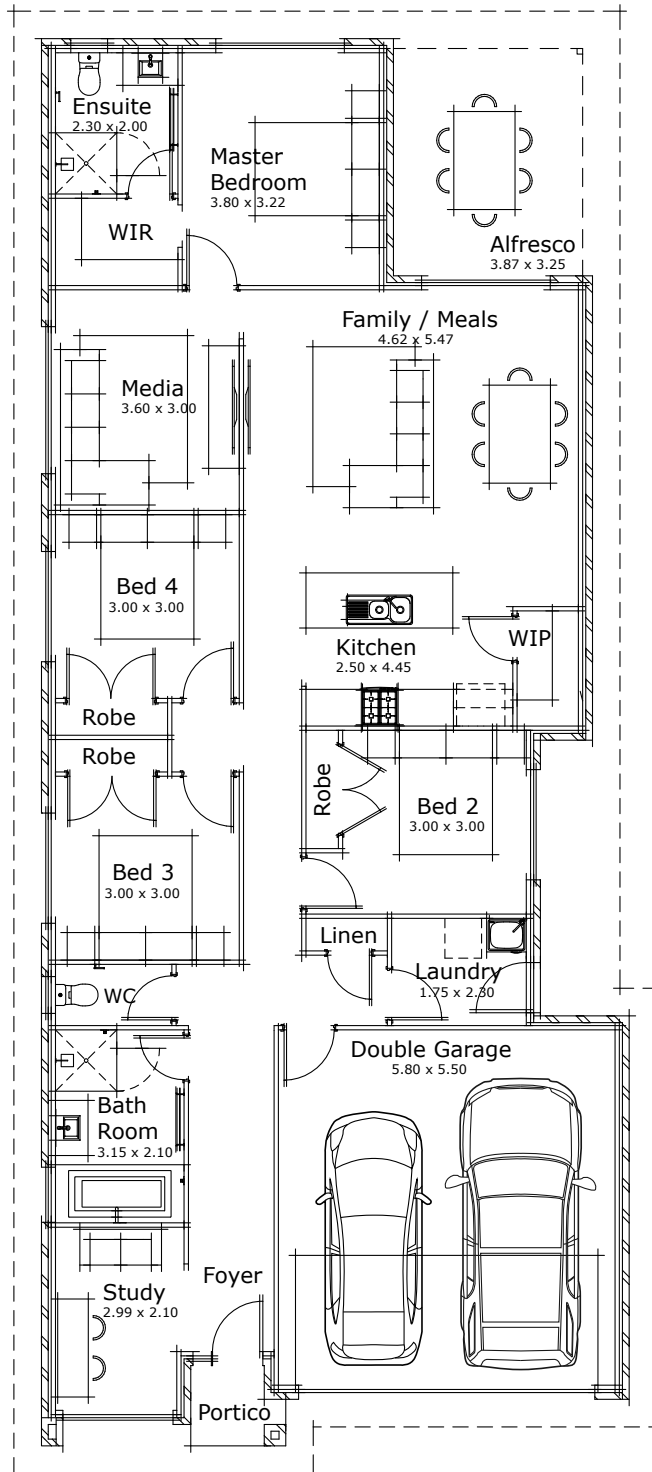 Ensuite
2.30 x 2.00
Master
Bedroom
3.80 x 3.22
WIR
Alfresco
3.87 x 3.25
Family / Meals
4.62 x 5.47
Media
3.60 x 3.00
Bed 4
3.00 x 3.00
Kitchen
2.50 x 4.45
WIP
Robe
Robe
Robe
Bed 2
3.00 x 3.00
Bed 3
3.00 x 3.00
Linen
Laundry
1.75 x 2.30
WC
Double Garage
5.80 x 5.50
Bath
Room
3.15 x 2.10
Foyer
Study
2.99 x 2.10
Portico